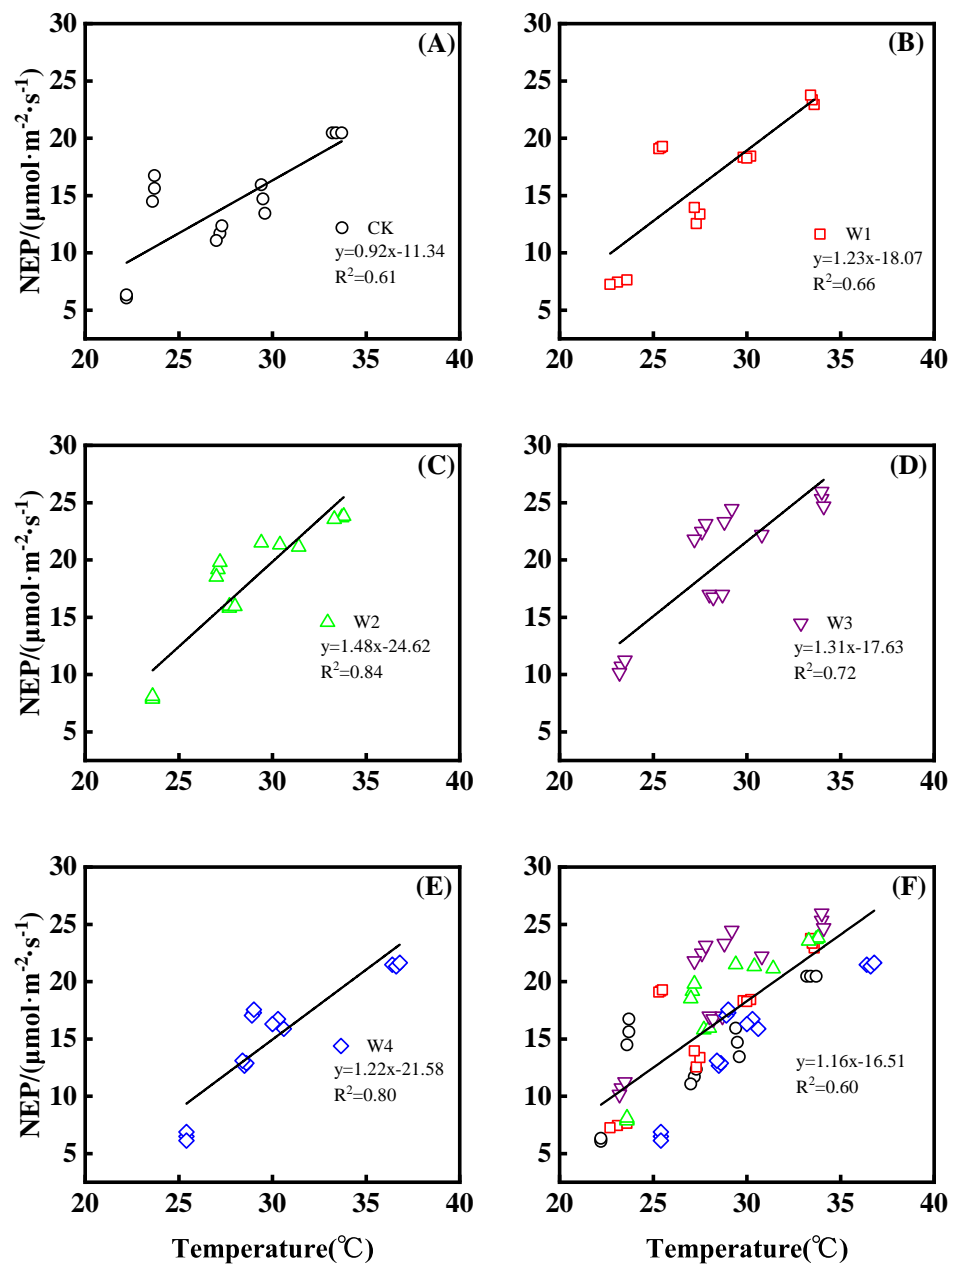 (A)
30
25
20
15
10
5
NEP/(μmol·m⁻²·s⁻¹)
CK
y=0.92x-11.34
R²=0.61
20 25 30 35 40
(B)
30
25
20
15
10
5
W1
y=1.23x-18.07
R²=0.66
20 25 30 35 40
(C)
30
25
20
15
10
5
NEP/(μmol·m⁻²·s⁻¹)
W2
y=1.48x-24.62
R²=0.84
20 25 30 35 40
(D)
30
25
20
15
10
5
W3
y=1.31x-17.63
R²=0.72
20 25 30 35 40
(E)
30
25
20
15
10
5
NEP/(μmol·m⁻²·s⁻¹)
W4
y=1.22x-21.58
R²=0.80
20 25 30 35 40
Temperature(℃)
(F)
30
25
20
15
10
5
1.16x-16.51
R²=0.60
20 25 30 35 40
Temperature(℃)